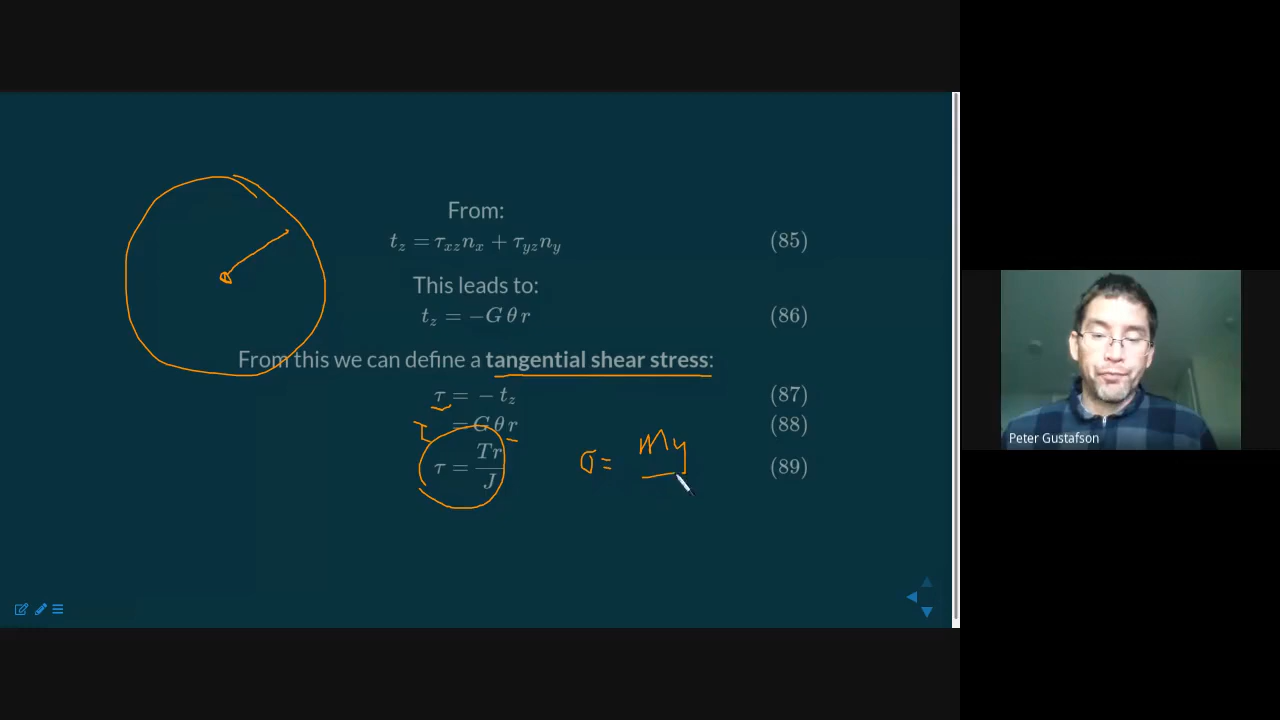 From:
t_z = τ_xz n_x + τ_yz n_y (85)
This leads to:
t_z = −G θ r (86)
From this we can define a tangential shear stress:
τ = − t_z (87)
= G θ r (88)
τ = Tr/J (89)
σ = My
Peter Gustafson